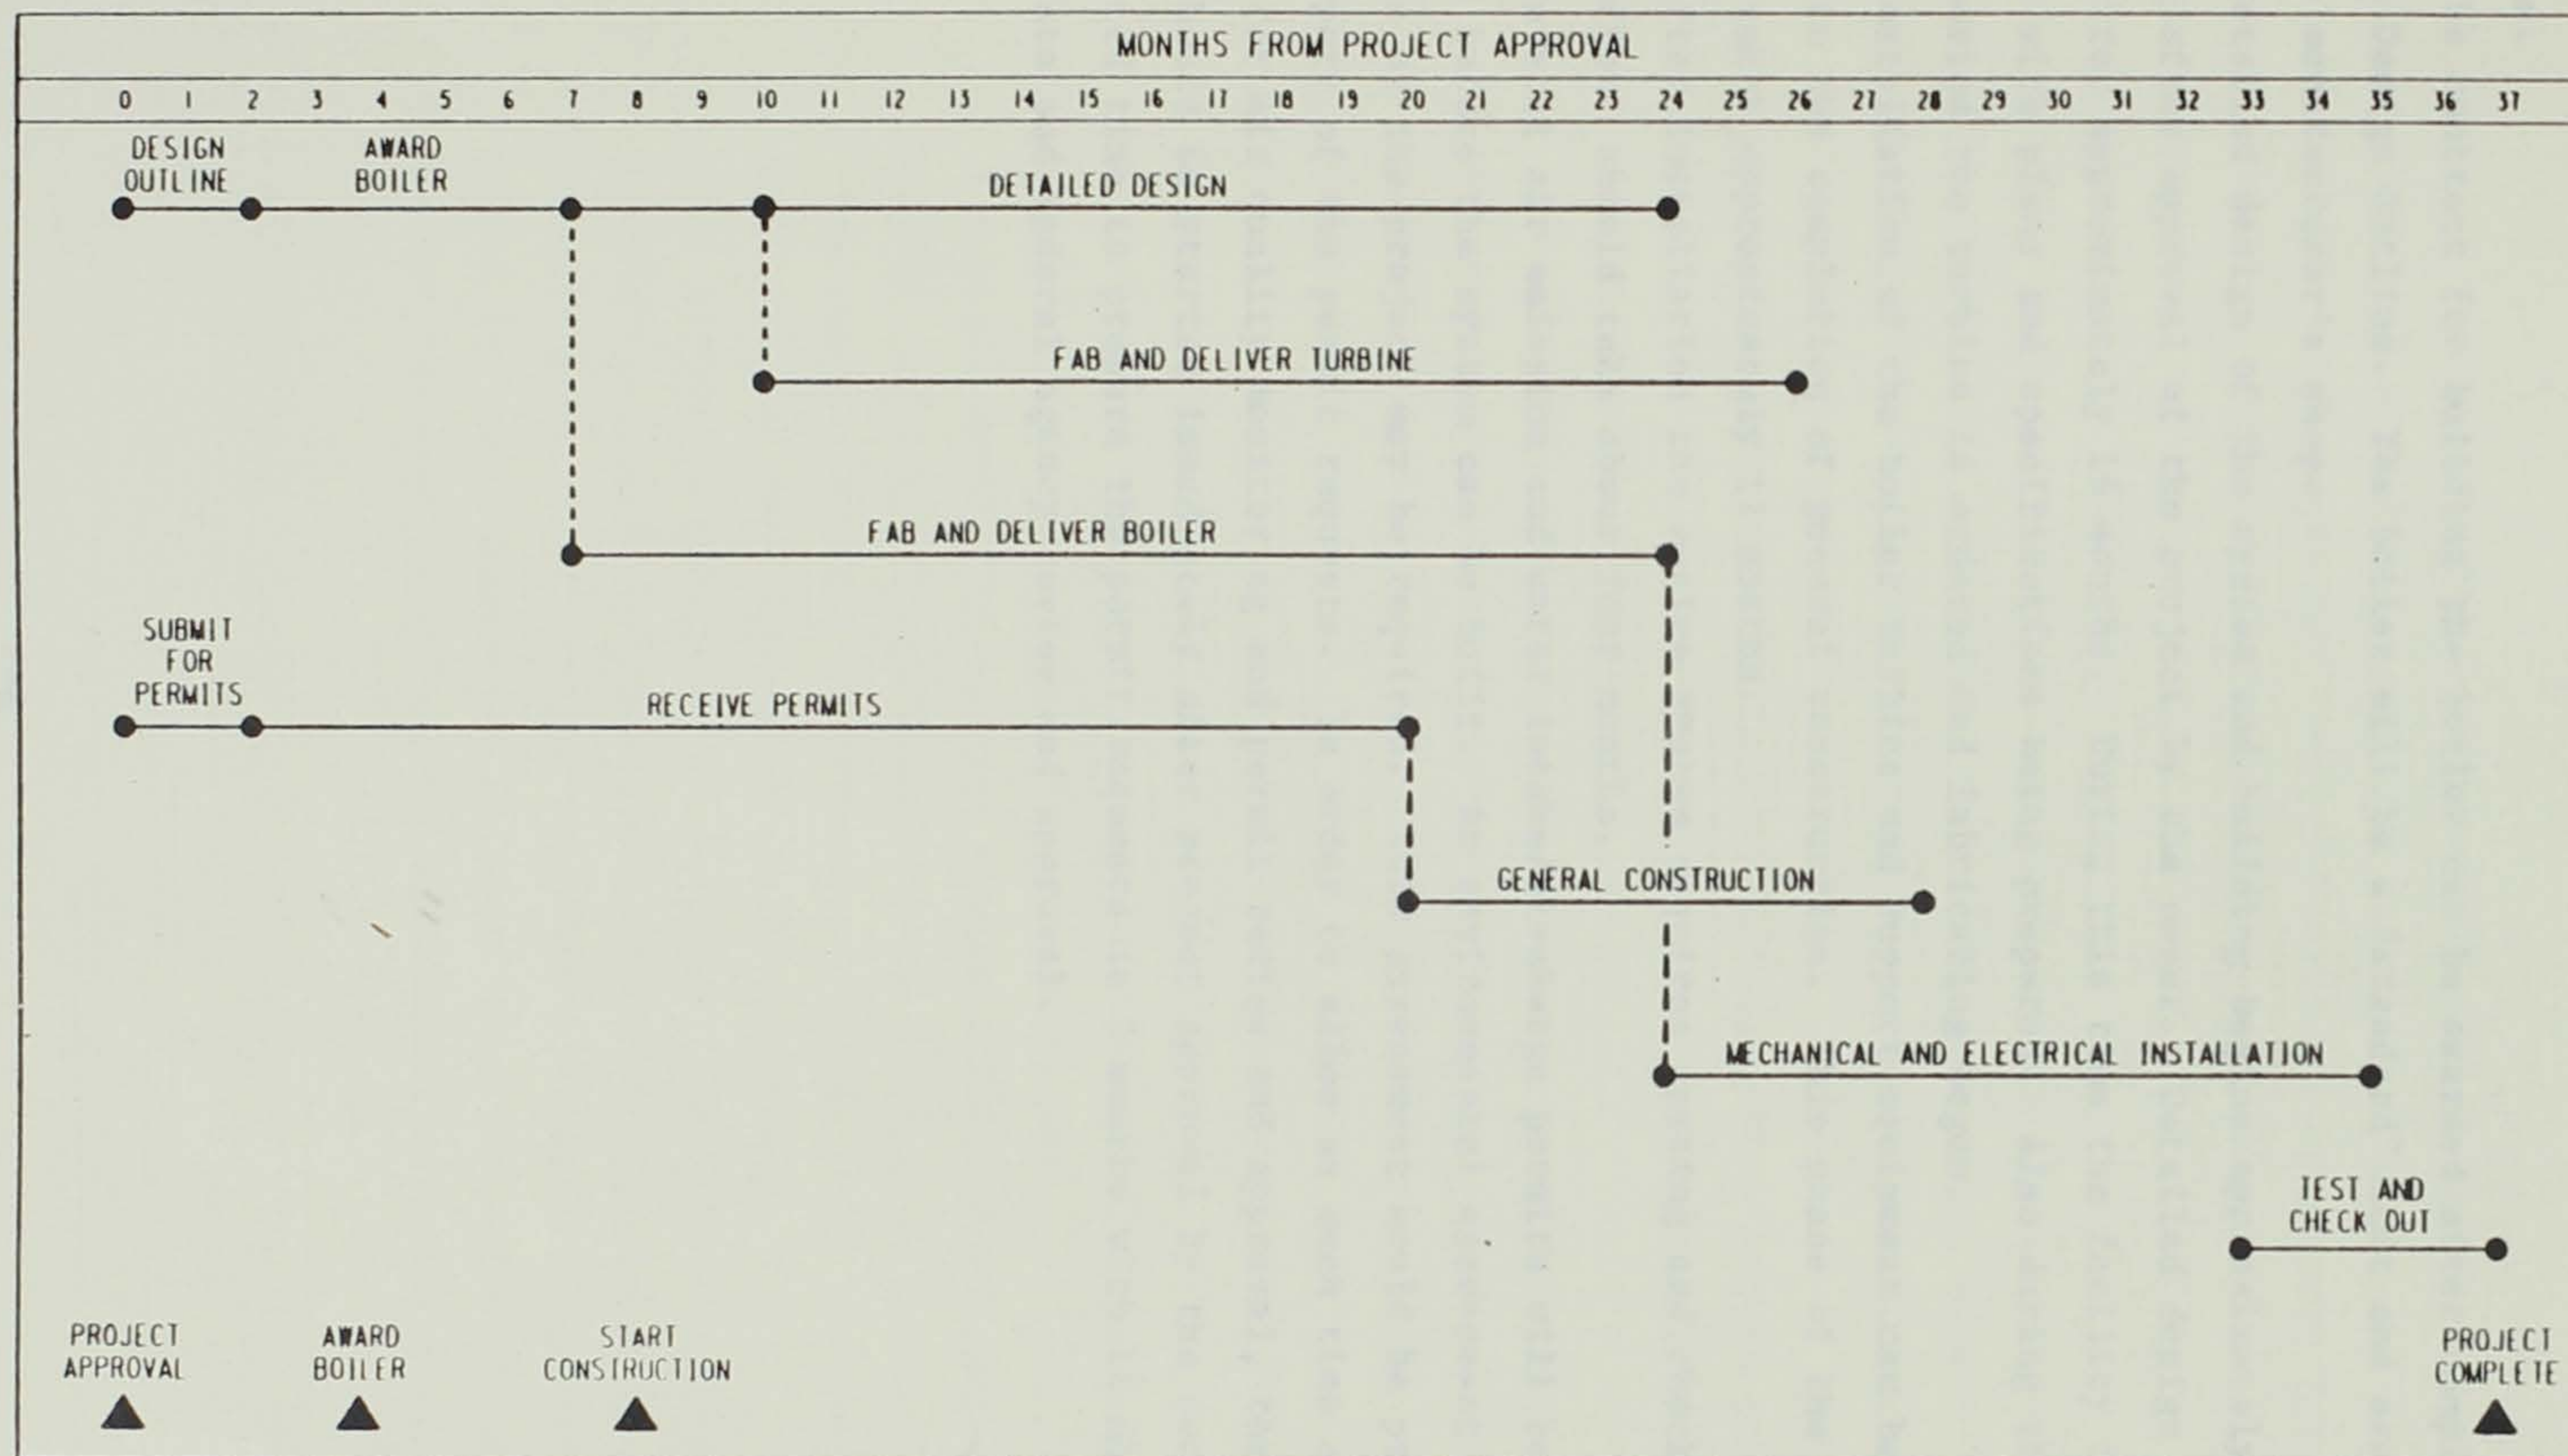 MONTHS FROM PROJECT APPROVAL
0 1 2 3 4 5 6 7 8 9 10 11 12 13 14 15 16 17 18 19 20 21 22 23 24 25 26 27 28 29 30 31 32 33 34 35 36 37
DESIGN
OUTLINE
AWARD
BOILER
DETAILED DESIGN
FAB AND DELIVER TURBINE
FAB AND DELIVER BOILER
SUBMIT
FOR
PERMITS
RECEIVE PERMITS
GENERAL CONSTRUCTION
MECHANICAL AND ELECTRICAL INSTALLATION
TEST AND
CHECK OUT
PROJECT
APPROVAL
AWARD
BOILER
START
CONSTRUCTION
PROJECT
COMPLETE